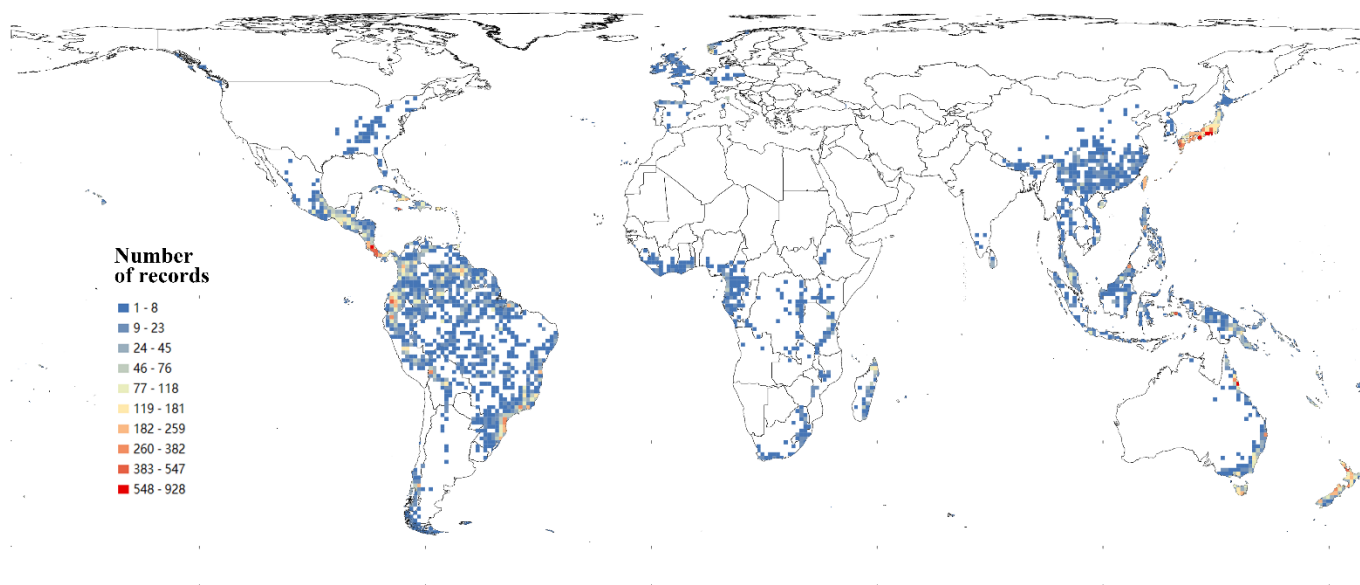 Number
of records
1 - 8
9 - 23
24 - 45
46 - 76
77 - 118
119 - 181
182 - 259
260 - 382
383 - 547
548 - 928